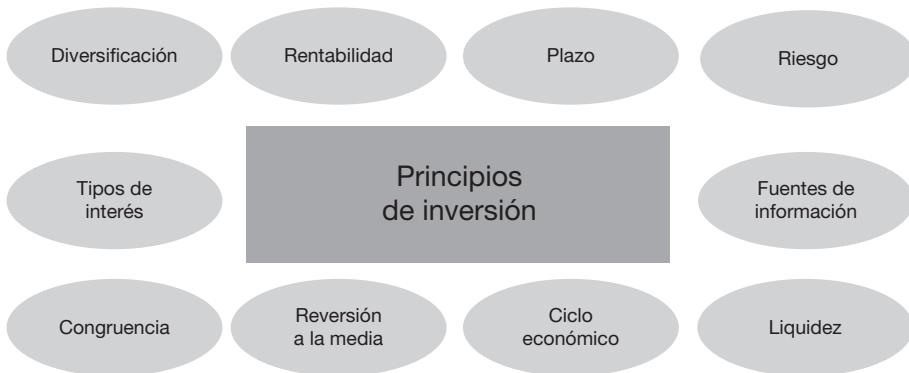 Diversificación
Rentabilidad
Plazo
Riesgo
Tipos de
interés
Principios
de inversión
Fuentes de
información
Congruencia
Reversión
a la media
Ciclo
económico
Liquidez